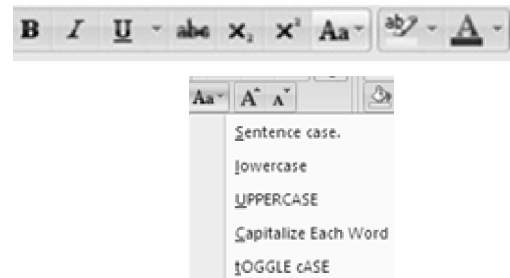 B I U abc X₂ X² Aa ab A
Aa A A
Sentence case.
lowercase
UPPERCASE
Capitalize Each Word
tOGGLE cASE